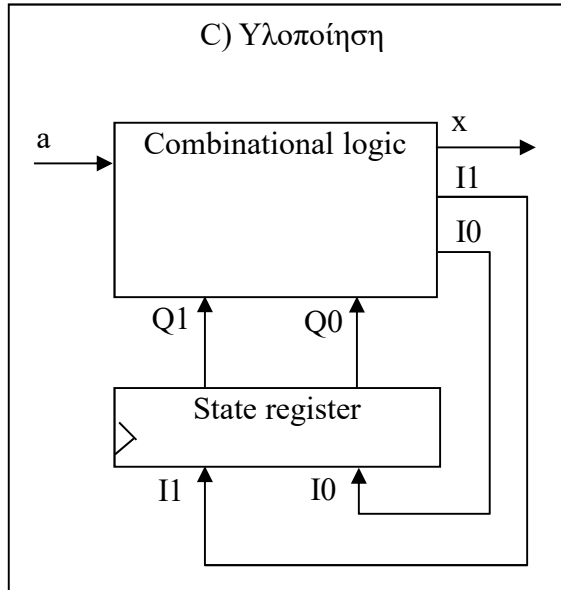 C) Υλοποίηση
a
Combinational logic
x
I1
I0
Q1
Q0
State register
I1
I0